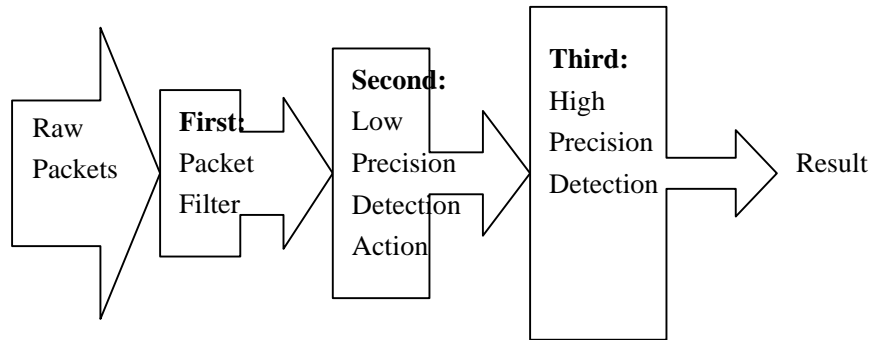 Raw
Packets
First:
Packet
Filter
Second:
Low
Precision
Detection
Action
Third:
High
Precision
Detection
Result